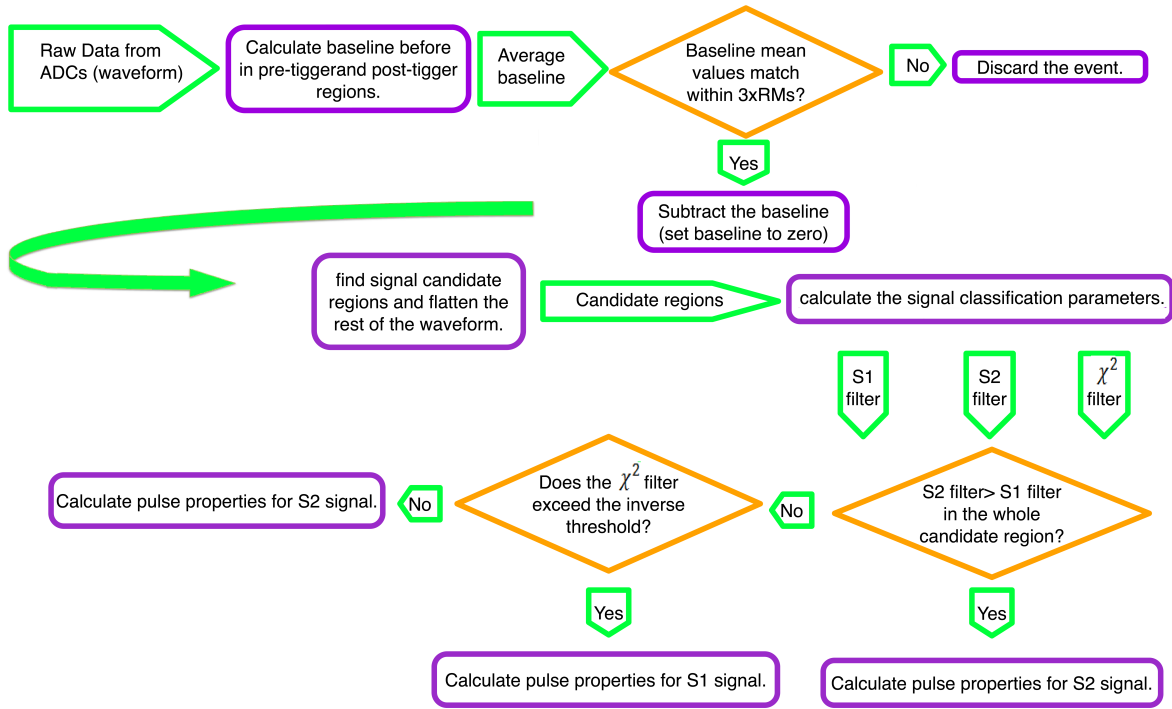 Raw Data from
ADCs (waveform)
Calculate baseline before
in pre-tiggerand post-tigger
regions.
Average
baseline
Baseline mean
values match
within 3xRMs?
No
Discard the event.
Yes
Subtract the baseline
(set baseline to zero)
find signal candidate
regions and flatten the
rest of the waveform.
Candidate regions
calculate the signal classification parameters.
S1
filter
S2
filter
χ²
filter
S2 filter> S1 filter
in the whole
candidate region?
No
Does the χ² filter
exceed the inverse
threshold?
No
Calculate pulse properties for S2 signal.
Yes
Calculate pulse properties for S1 signal.
Yes
Calculate pulse properties for S2 signal.